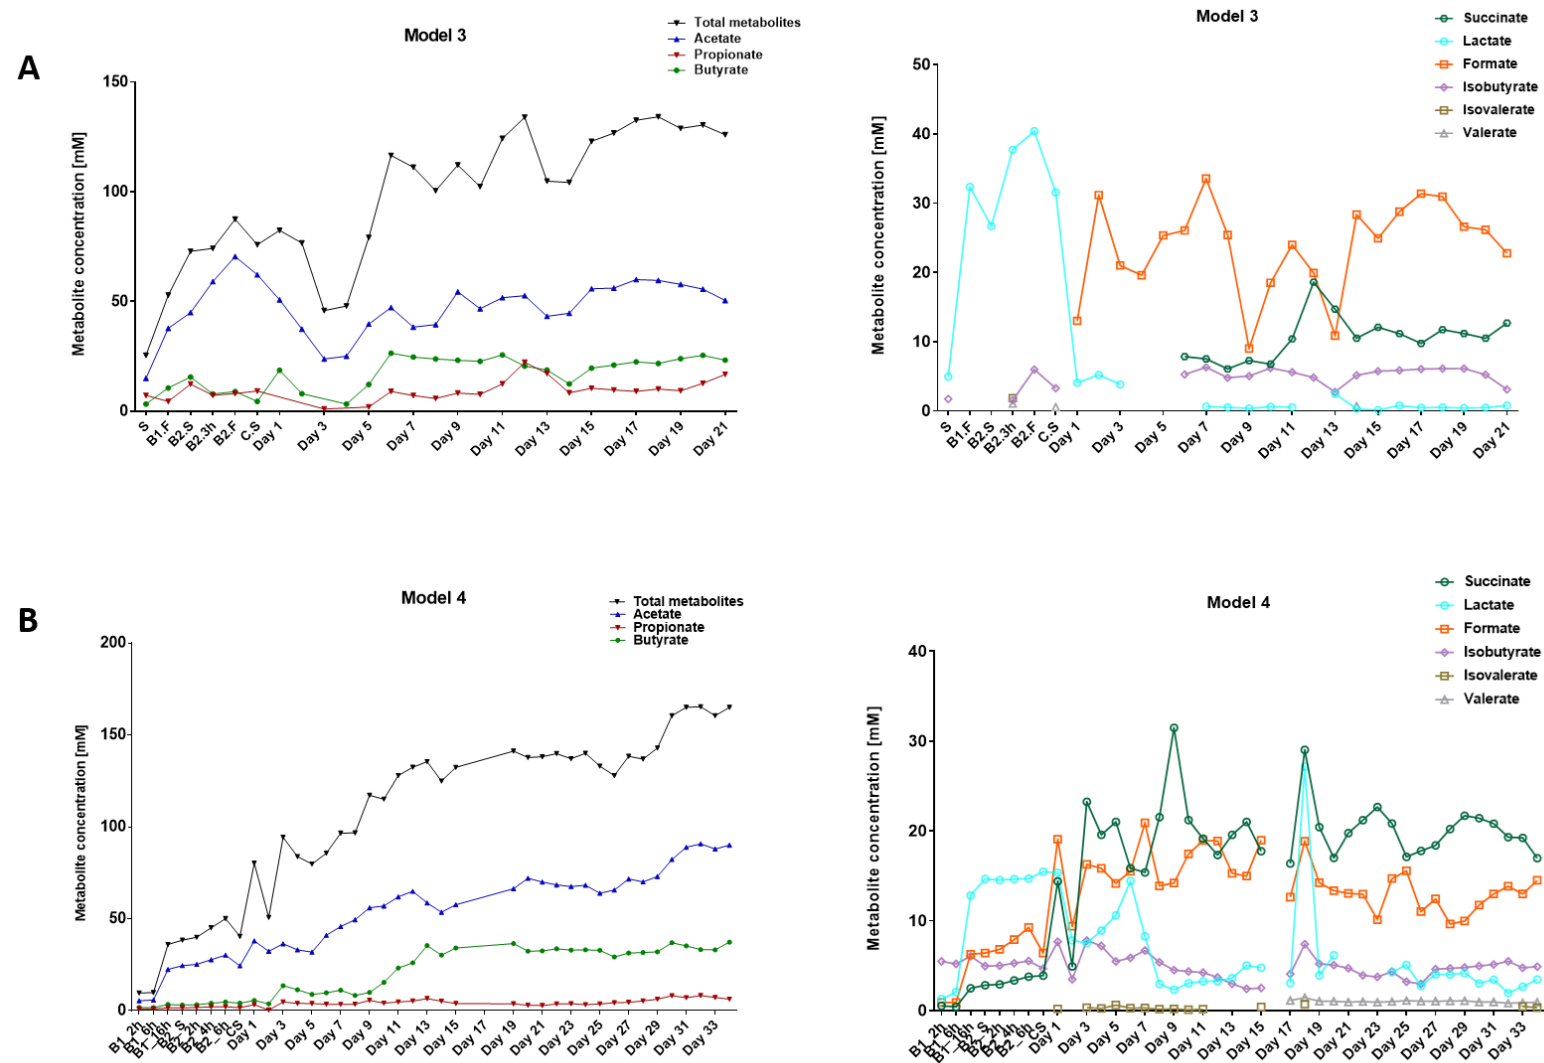 A
Model 3
Total metabolites
Acetate
Propionate
Butyrate
Metabolite concentration [mM]
150
100
50
0
S
B1.F
B2.S
B2.3h
B2.F
C.S
Day 1
Day 3
Day 5
Day 7
Day 9
Day 11
Day 13
Day 15
Day 17
Day 19
Day 21
Model 3
Succinate
Lactate
Formate
Isobutyrate
Isovalerate
Valerate
Metabolite concentration [mM]
50
40
30
20
10
0
S
B1.F
B2.S
B2.3h
B2.F
C.S
Day 1
Day 3
Day 5
Day 7
Day 9
Day 11
Day 13
Day 15
Day 17
Day 19
Day 21
B
Model 4
Total metabolites
Acetate
Propionate
Butyrate
Metabolite concentration [mM]
200
150
100
50
0
B1_2h
B1_6h
B2_2h
B2_4h
B2_6h
B2_CS
Day 1
Day 3
Day 5
Day 7
Day 9
Day 11
Day 13
Day 15
Day 17
Day 19
Day 21
Day 23
Day 25
Day 27
Day 29
Day 31
Day 33
Model 4
Succinate
Lactate
Formate
Isobutyrate
Isovalerate
Valerate
Metabolite concentration [mM]
40
30
20
10
0
Day 1
Day 3
Day 5
Day 7
Day 9
Day 11
Day 13
Day 15
Day 17
Day 19
Day 21
Day 23
Day 25
Day 27
Day 29
Day 31
Day 33